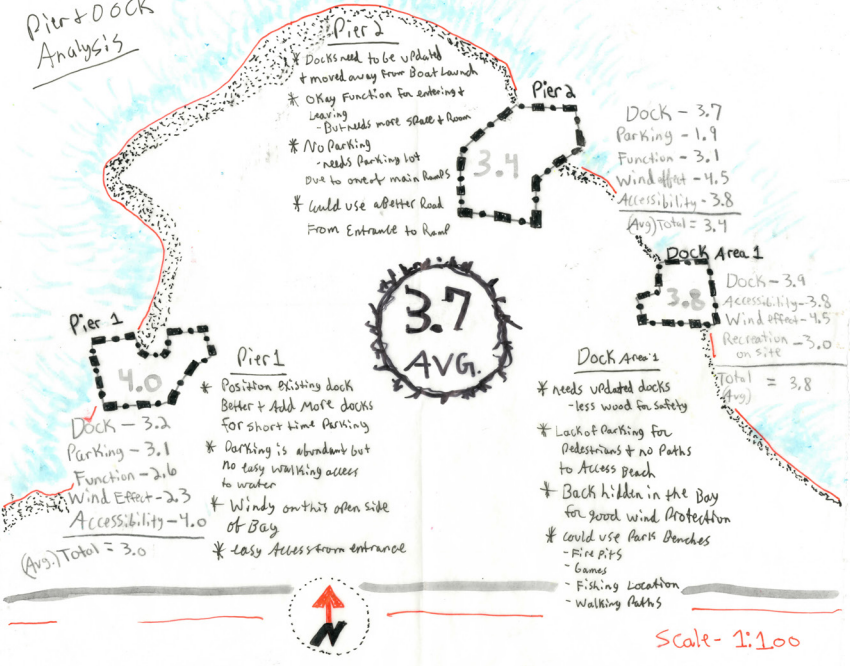 Pier & Dock
Analysis
Pier 2
* Docks need to be updated
& moved away from Boat Launch
* Okay Function for entering &
Leaving
- But needs more space & Room
* No Parking
- needs Parking lot
Due to one of main Ramps
* Could use a Better Road
From Entrance to Ramp
Pier 2
3.4
Dock - 3.7
Parking - 1.9
Function - 3.1
Wind effect - 4.5
Accessibility - 3.8
(Avg) Total = 3.4
Dock Area 1
3.8
Dock - 3.9
Accessibility - 3.8
Wind effect - 4.5
Recreation - 3.0
on site
Total = 3.8
(Avg)
3.7
AVG.
Pier 1
4.0
Dock - 3.2
Parking - 3.1
Function - 2.6
Wind Effect - 2.3
Accessibility - 4.0
(Avg.) Total = 3.0
Pier 1
* Position existing dock
Better & Add More docks
for short time Parking
* Parking is abundant but
no easy walking access
to water
* Windy on this open side
of Bay
* easy Access from entrance
Dock Area 1
* needs updated docks
- less wood for safety
* Lack of Parking for
Pedestrians & no Paths
to Access Beach
* Back hidden in the Bay
for good wind Protection
* Could use Park Benches
- Fire pits
- Games
- Fishing Location
- Walking Paths
N
Scale - 1:100